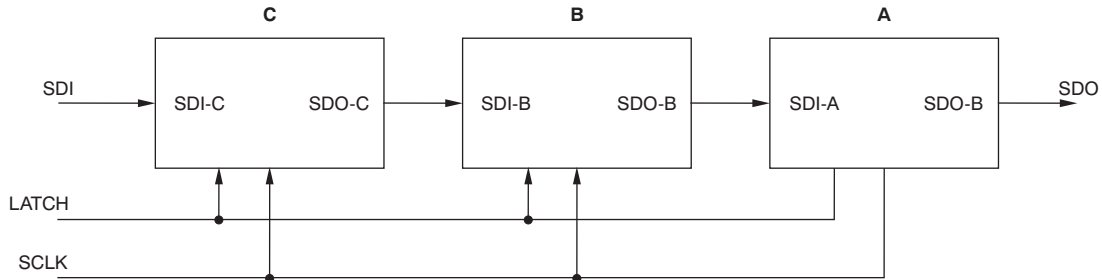 C B A
SDI SDI-C SDO-C SDI-B SDO-B SDI-A SDO-B SDO
LATCH
SCLK